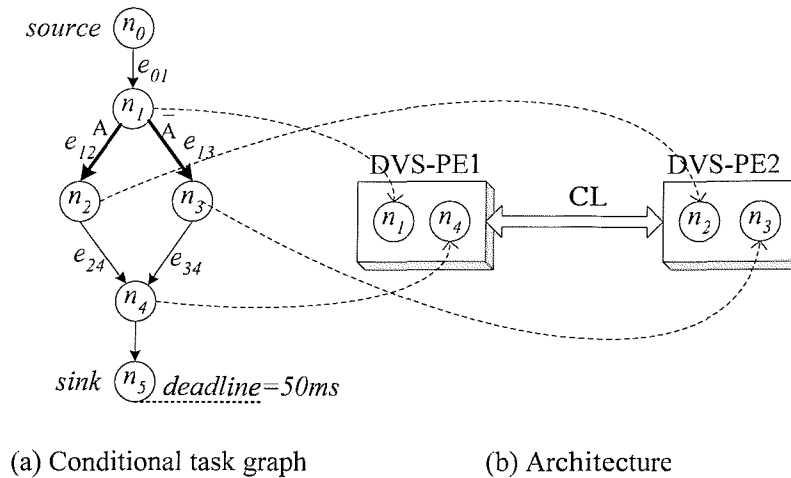 source n0
e01
n1
A Ā
e12 e13
n2 n3
e24 e34
n4
sink n5 deadline=50ms
DVS-PE1 DVS-PE2
CL
n1 n4 n2 n3
(a) Conditional task graph (b) Architecture